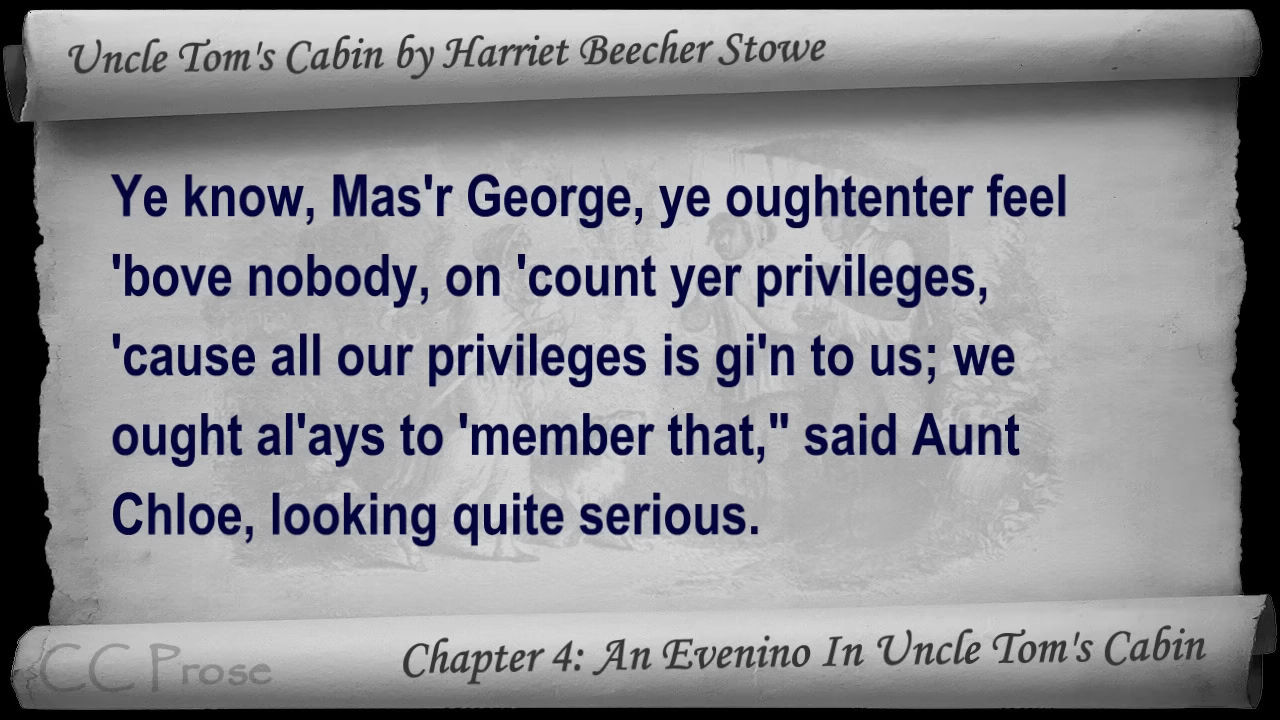 Uncle Tom's Cabin by Harriet Beecher Stowe
Ye know, Mas'r George, ye oughtenter feel
'bove nobody, on 'count yer privileges,
'cause all our privileges is gi'n to us; we
ought al'ays to 'member that," said Aunt
Chloe, looking quite serious.
CC Prose
Chapter 4: An Evenino In Uncle Tom's Cabin